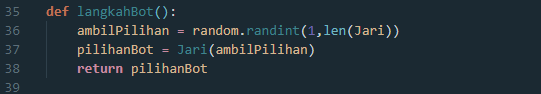 35 def langkahBot():
36     ambilPilihan = random.randint(1,len(Jari))
37     pilihanBot = Jari(ambilPilihan)
38     return pilihanBot
39